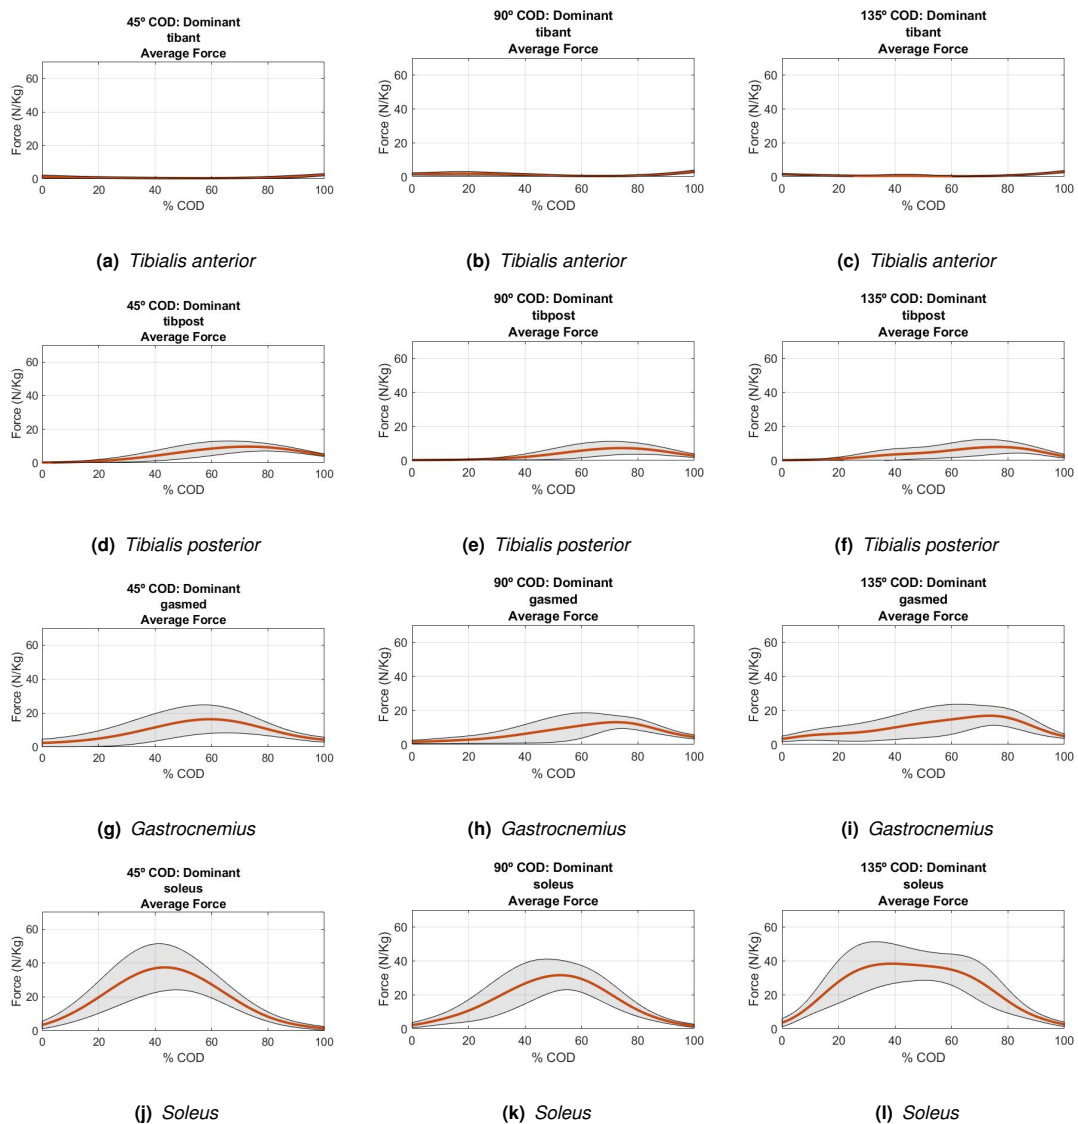 45º COD: Dominant
tibant
Average Force
Force (N/Kg)
60
40
20
0
0 20 40 60 80 100
% COD
(a) Tibialis anterior
90º COD: Dominant
tibant
Average Force
Force (N/Kg)
60
40
20
0
0 20 40 60 80 100
% COD
(b) Tibialis anterior
135º COD: Dominant
tibant
Average Force
Force (N/Kg)
60
40
20
0
0 20 40 60 80 100
% COD
(c) Tibialis anterior
45º COD: Dominant
tibpost
Average Force
Force (N/Kg)
60
40
20
0
0 20 40 60 80 100
% COD
(d) Tibialis posterior
90º COD: Dominant
tibpost
Average Force
Force (N/Kg)
60
40
20
0
0 20 40 60 80 100
% COD
(e) Tibialis posterior
135º COD: Dominant
tibpost
Average Force
Force (N/Kg)
60
40
20
0
0 20 40 60 80 100
% COD
(f) Tibialis posterior
45º COD: Dominant
gasmed
Average Force
Force (N/Kg)
60
40
20
0
0 20 40 60 80 100
% COD
(g) Gastrocnemius
90º COD: Dominant
gasmed
Average Force
Force (N/Kg)
60
40
20
0
0 20 40 60 80 100
% COD
(h) Gastrocnemius
135º COD: Dominant
gasmed
Average Force
Force (N/Kg)
60
40
20
0
0 20 40 60 80 100
% COD
(i) Gastrocnemius
45º COD: Dominant
soleus
Average Force
Force (N/Kg)
60
40
20
0
0 20 40 60 80 100
% COD
(j) Soleus
90º COD: Dominant
soleus
Average Force
Force (N/Kg)
60
40
20
0
0 20 40 60 80 100
% COD
(k) Soleus
135º COD: Dominant
soleus
Average Force
Force (N/Kg)
60
40
20
0
0 20 40 60 80 100
% COD
(l) Soleus